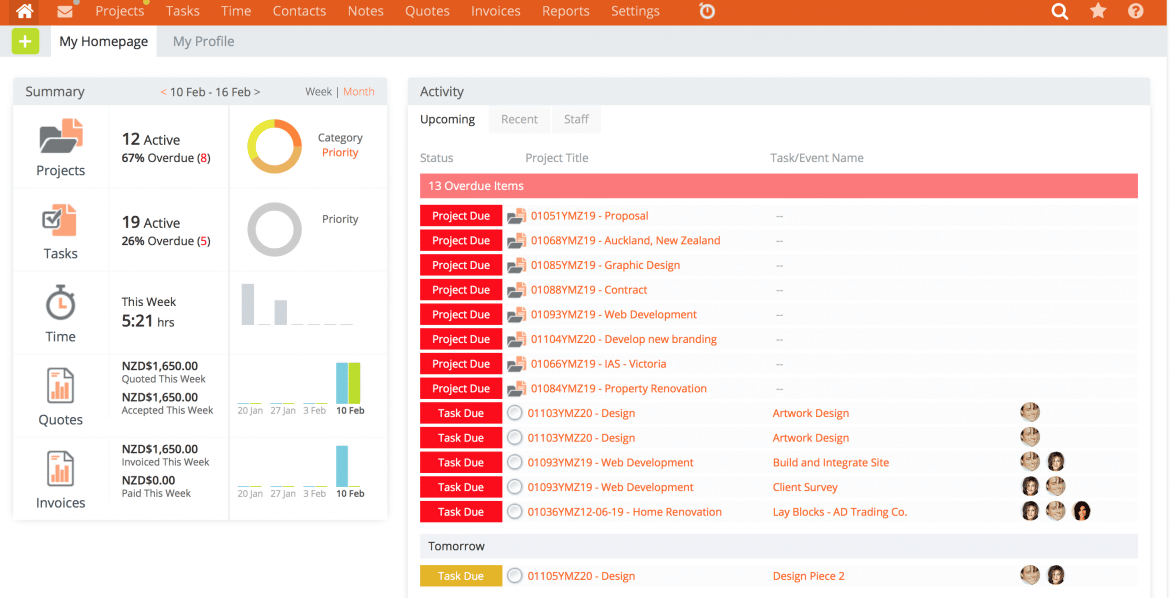 Projects Tasks Time Contacts Notes Quotes Invoices Reports Settings
My Homepage My Profile
Summary < 10 Feb - 16 Feb > Week | Month
Projects
12 Active
67% Overdue (8)
Category
Priority
Tasks
19 Active
26% Overdue (5)
Priority
Time
This Week
5:21 hrs
Quotes
NZD$1,650.00
Quoted This Week
NZD$1,650.00
Accepted This Week
20 Jan 27 Jan 3 Feb 10 Feb
Invoices
NZD$1,650.00
Invoiced This Week
NZD$0.00
Paid This Week
20 Jan 27 Jan 3 Feb 10 Feb
Activity
Upcoming Recent Staff
Status Project Title Task/Event Name
13 Overdue Items
Project Due 01051YMZ19 - Proposal --
Project Due 01068YMZ19 - Auckland, New Zealand --
Project Due 01085YMZ19 - Graphic Design --
Project Due 01088YMZ19 - Contract --
Project Due 01093YMZ19 - Web Development --
Project Due 01104YMZ20 - Develop new branding --
Project Due 01066YMZ19 - IAS - Victoria --
Project Due 01084YMZ19 - Property Renovation --
Task Due 01103YMZ20 - Design Artwork Design
Task Due 01103YMZ20 - Design Artwork Design
Task Due 01093YMZ19 - Web Development Build and Integrate Site
Task Due 01093YMZ19 - Web Development Client Survey
Task Due 01036YMZ12-06-19 - Home Renovation Lay Blocks - AD Trading Co.
Tomorrow
Task Due 01105YMZ20 - Design Design Piece 2